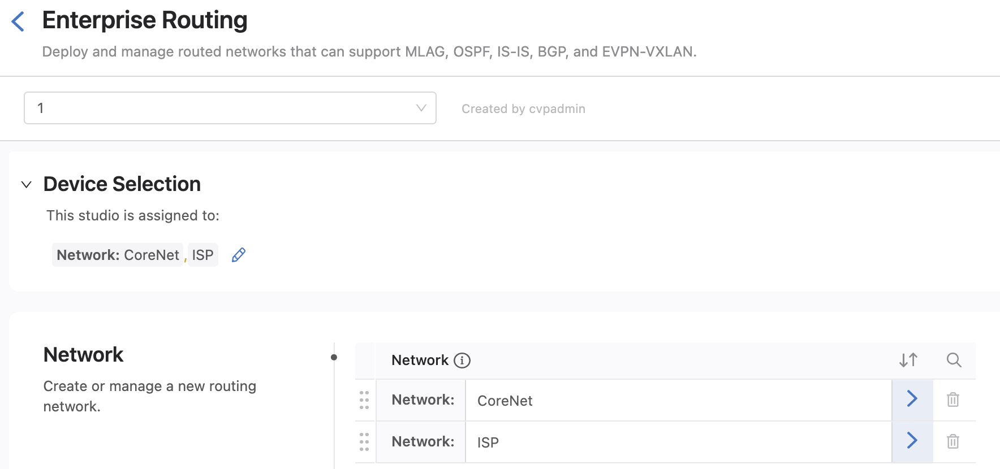 Enterprise Routing
Deploy and manage routed networks that can support MLAG, OSPF, IS-IS, BGP, and EVPN-VXLAN.
1
Created by cvpadmin
Device Selection
This studio is assigned to:
Network: CoreNet , ISP
Network
Create or manage a new routing
network.
Network
Network: CoreNet
Network: ISP